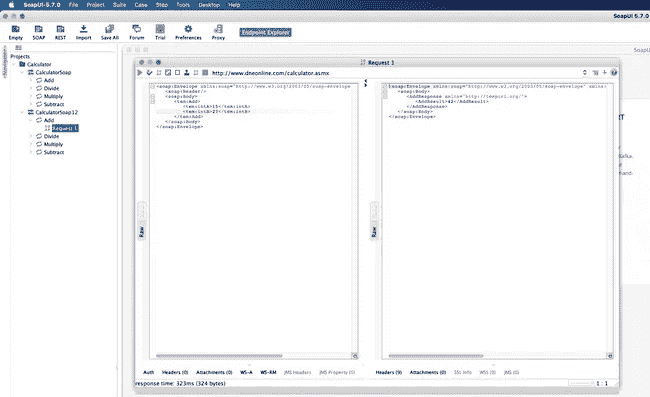 SoapUI-5.7.0 File Project Suite Case Step Tools Desktop Help
SoapUI 5.7.0
Empty SOAP REST Import Save All Forum Trial Preferences Proxy Endpoint Explorer
Projects
Calculator
CalculatorSoap
Add
Divide
Multiply
Subtract
CalculatorSoap12
Add
Request 1
Divide
Multiply
Subtract
Request 1
http://www.dneonline.com/calculator.asmx
<soap:Envelope xmlns:soap="http://www.w3.org/2003/05/soap-envelope
<soap:Header/>
<soap:Body>
<tem:Add>
<tem:intA>15</tem:intA>
<tem:intB>27</tem:intB>
</tem:Add>
</soap:Body>
</soap:Envelope>
<soap:Envelope xmlns:soap="http://www.w3.org/2003/05/soap-envelope" xmlns:
<soap:Body>
<AddResponse xmlns="http://tempuri.org/">
<AddResult>42</AddResult>
</AddResponse>
</soap:Body>
</soap:Envelope>
Raw
Raw
Auth Headers (0) Attachments (0) WS-A WS-RM JMS Headers JMS Property (0)
Headers (9) Attachments (0) SSL Info WSS (0) JMS (0)
response time: 323ms (324 bytes)
1 : 1